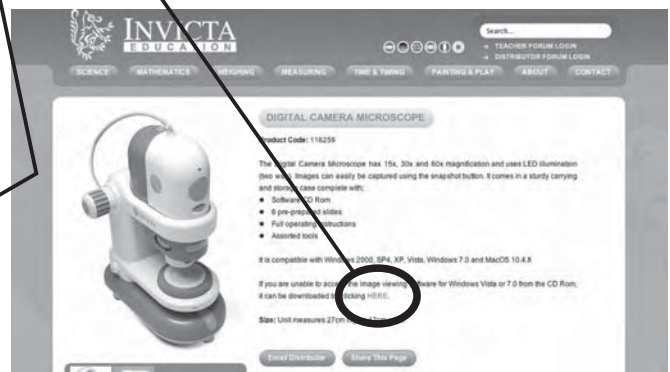 INVICTA
EDUCATION
Search...
TEACHER FORUM LOGIN
DISTRIBUTOR FORUM LOGIN
SCIENCE MATHEMATICS WEIGHING MEASURING TIME & TIMING PAINTING & PLAY ABOUT CONTACT
DIGITAL CAMERA MICROSCOPE
Product Code: 116259
The Digital Camera Microscope has 15x, 30x and 60x magnification and uses LED illumination
(two way). Images can easily be captured using the snapshot button. It comes in a sturdy carrying
and storage case complete with;
Software CD Rom
6 pre-prepared slides
Full operating instructions
Assorted tools
It is compatible with Windows 2000, SP4, XP, Vista, Windows 7.0 and MacOS 10.4.8
If you are unable to access the image viewing software for Windows Vista or 7.0 from the CD Rom,
it can be downloaded by clicking HERE.
Size: Unit measures 27cm
Email Distributor Share This Page